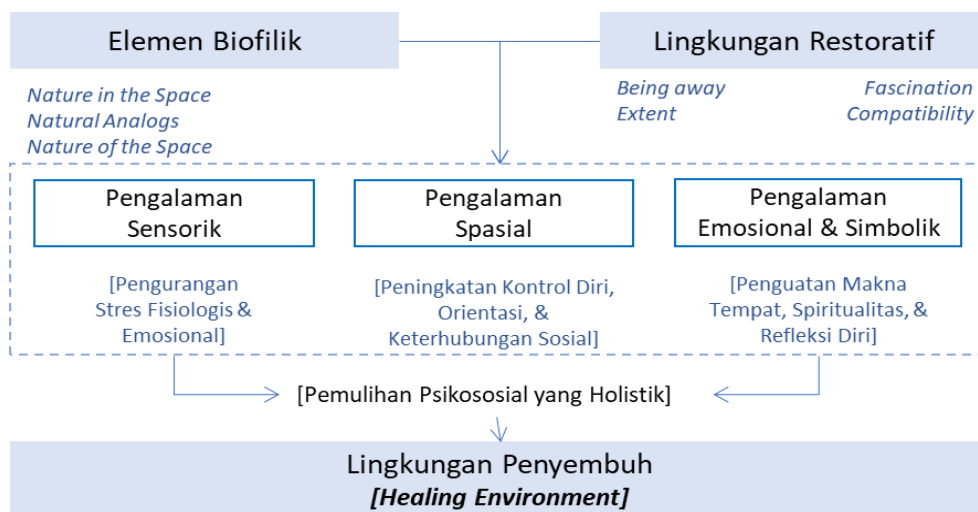 Elemen Biofilik
Lingkungan Restoratif
Nature in the Space
Natural Analogs
Nature of the Space
Being away
Extent
Fascination
Compatibility
Pengalaman
Sensorik
Pengalaman
Spasial
Pengalaman
Emosional & Simbolik
[Pengurangan
Stres Fisiologis &
Emosional]
[Peningkatan Kontrol Diri,
Orientasi, &
Keterhubungan Sosial]
[Penguatan Makna
Tempat, Spiritualitas, &
Refleksi Diri]
[Pemulihan Psikososial yang Holistik]
Lingkungan Penyembuh
[Healing Environment]